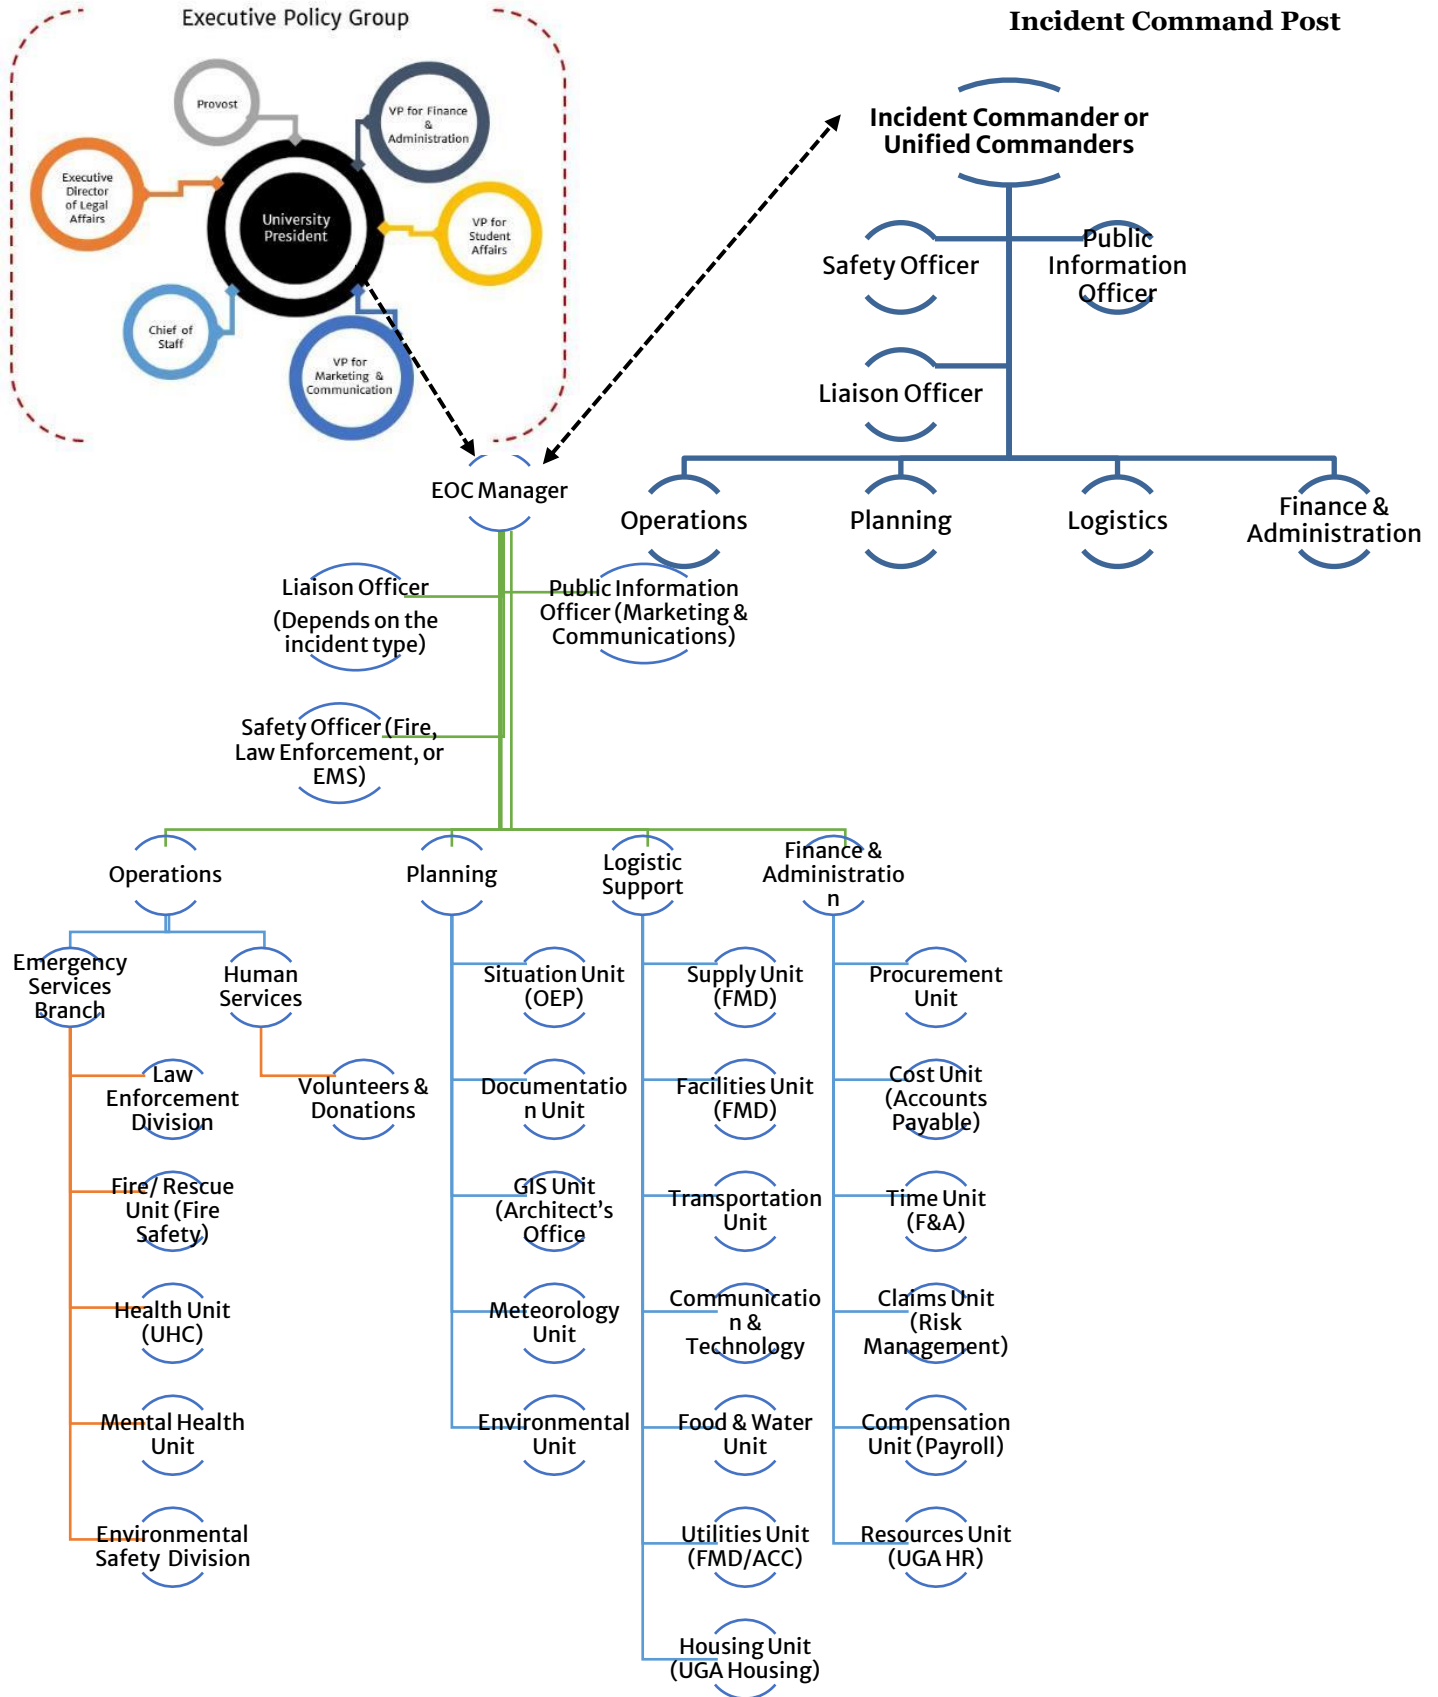 Executive Policy Group
Provost
VP for Finance
&
Administration
Executive
Director
of Legal
Affairs
University
President
VP for
Student
Affairs
Chief of
Staff
VP for
Marketing &
Communication
Incident Command Post
Incident Commander or
Unified Commanders
Safety Officer
Public
Information
Officer
Liaison Officer
Operations
Planning
Logistics
Finance &
Administration
EOC Manager
Liaison Officer
(Depends on the
incident type)
Public Information
Officer (Marketing &
Communications)
Safety Officer (Fire,
Law Enforcement, or
EMS)
Operations
Planning
Logistic
Support
Finance &
Administratio
n
Emergency
Services
Branch
Human
Services
Law
Enforcement
Division
Fire/ Rescue
Unit (Fire
Safety)
Health Unit
(UHC)
Mental Health
Unit
Environmental
Safety Division
Volunteers &
Donations
Situation Unit
(OEP)
Documentatio
n Unit
GIS Unit
(Architect's
Office
Meteorology
Unit
Environmental
Unit
Supply Unit
(FMD)
Facilities Unit
(FMD)
Transportation
Unit
Communicatio
n &
Technology
Food & Water
Unit
Utilities Unit
(FMD/ACC)
Housing Unit
(UGA Housing)
Procurement
Unit
Cost Unit
(Accounts
Payable)
Time Unit
(F&A)
Claims Unit
(Risk
Management)
Compensation
Unit (Payroll)
Resources Unit
(UGA HR)